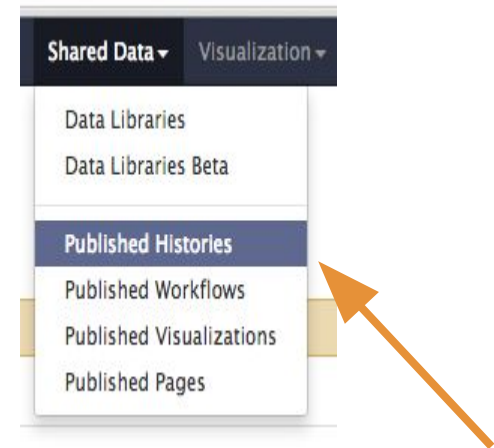 Shared Data Visualization
Data Libraries
Data Libraries Beta
Published Histories
Published Workflows
Published Visualizations
Published Pages